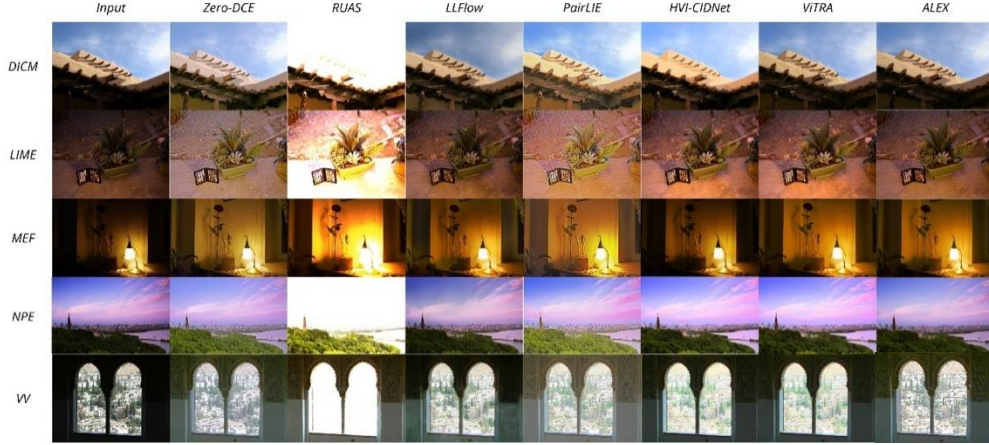 Input Zero-DCE RUAS LLFlow PairLIE HVI-CIDNet ViTRA ALEX
DICM
LIME
MEF
NPE
VV